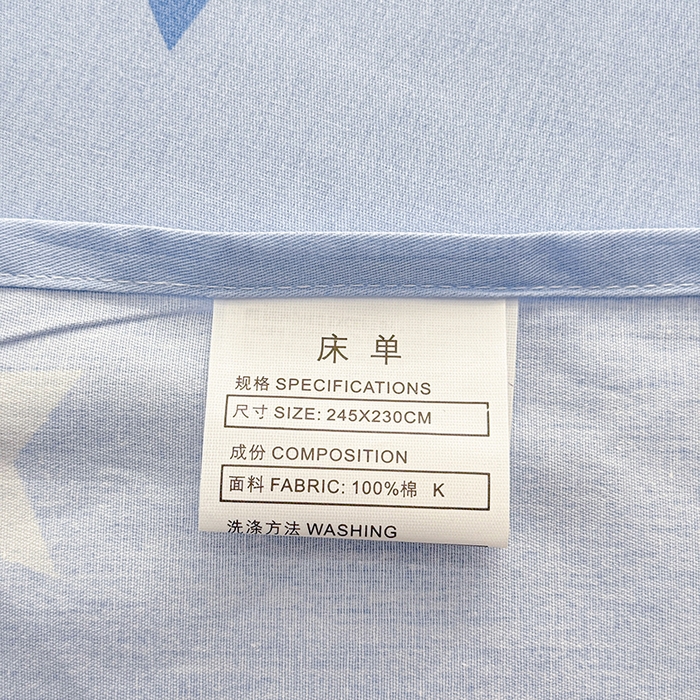 床单
规格 SPECIFICATIONS
尺寸 SIZE: 245X230CM
成份 COMPOSITION
面料 FABRIC: 100%棉 K
洗涤方法 WASHING